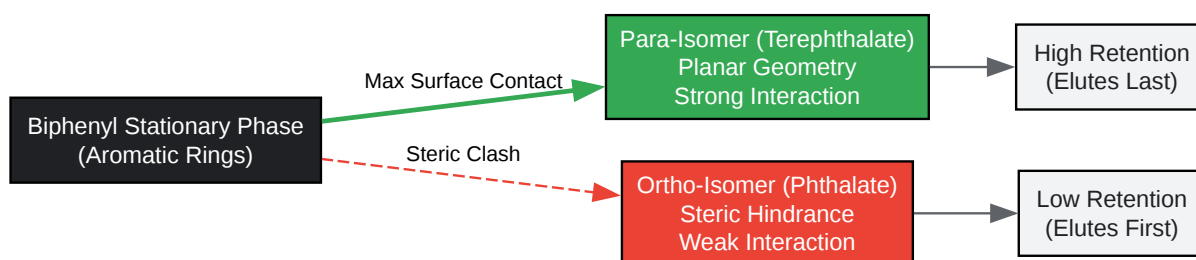 Biphenyl Stationary Phase
(Aromatic Rings)
Max Surface Contact
Steric Clash
Para-Isomer (Terephthalate)
Planar Geometry
Strong Interaction
Ortho-Isomer (Phthalate)
Steric Hindrance
Weak Interaction
High Retention
(Elutes Last)
Low Retention
(Elutes First)